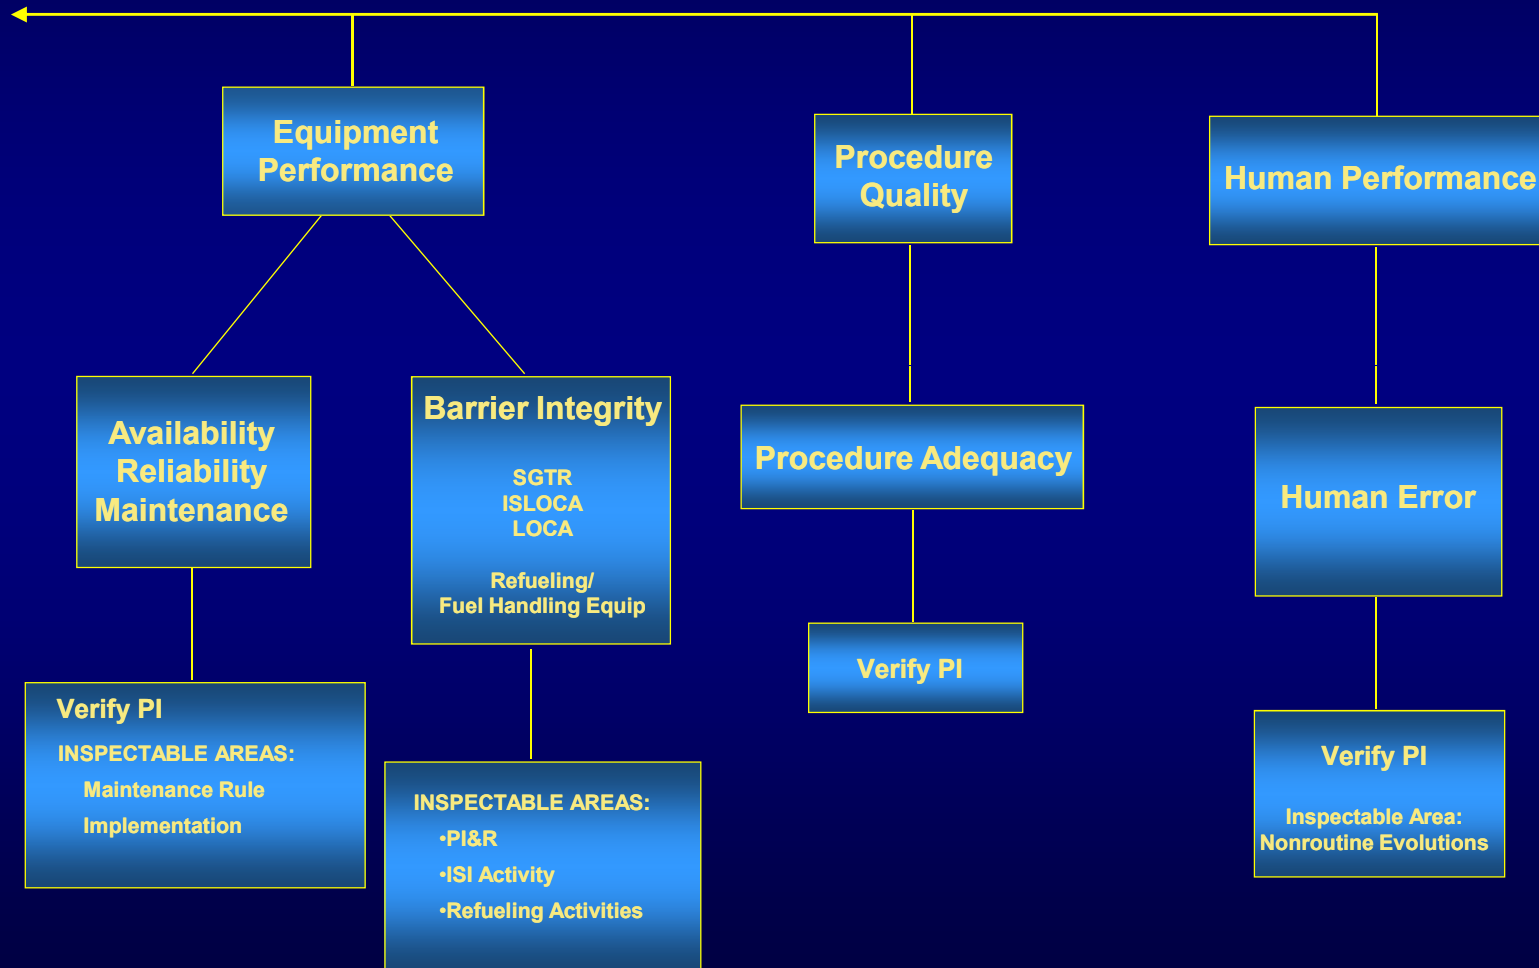 Equipment
Performance
Procedure
Quality
Human Performance
Availability
Reliability
Maintenance
Barrier Integrity
SGTR
ISLOCA
LOCA
Refueling/
Fuel Handling Equip
Procedure Adequacy
Human Error
Verify PI
INSPECTABLE AREAS:
Maintenance Rule
Implementation
INSPECTABLE AREAS:
•PI&R
•ISI Activity
•Refueling Activities
Verify PI
Verify PI
Inspectable Area:
Nonroutine Evolutions